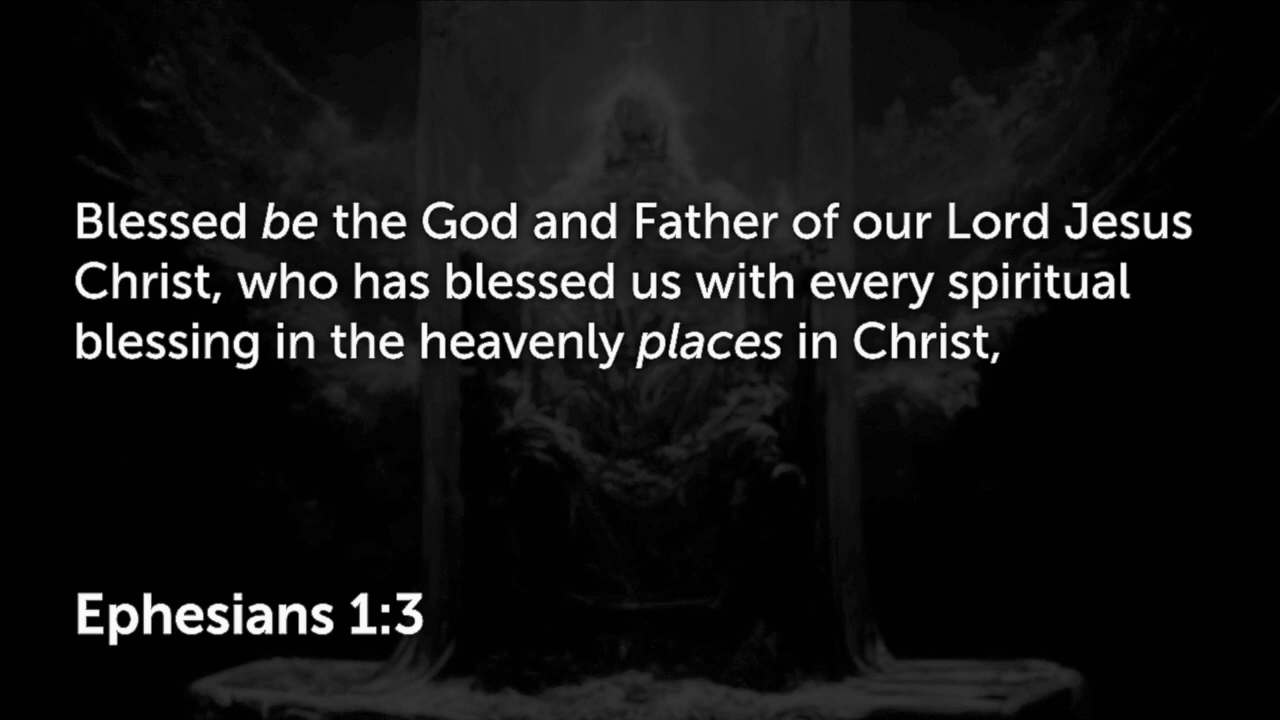 Blessed be the God and Father of our Lord Jesus
Christ, who has blessed us with every spiritual
blessing in the heavenly places in Christ,
Ephesians 1:3